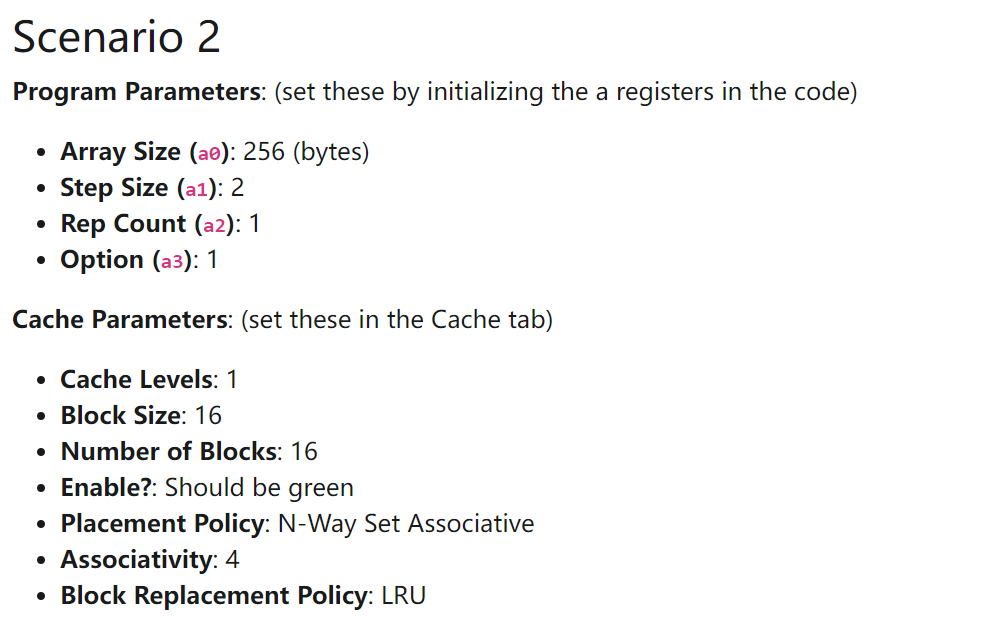 Scenario 2
Program Parameters: (set these by initializing the a registers in the code)
• Array Size (a0): 256 (bytes)
• Step Size (a1): 2
• Rep Count (a2): 1
• Option (a3): 1
Cache Parameters: (set these in the Cache tab)
• Cache Levels: 1
• Block Size: 16
• Number of Blocks: 16
• Enable?: Should be green
• Placement Policy: N-Way Set Associative
• Associativity: 4
• Block Replacement Policy: LRU